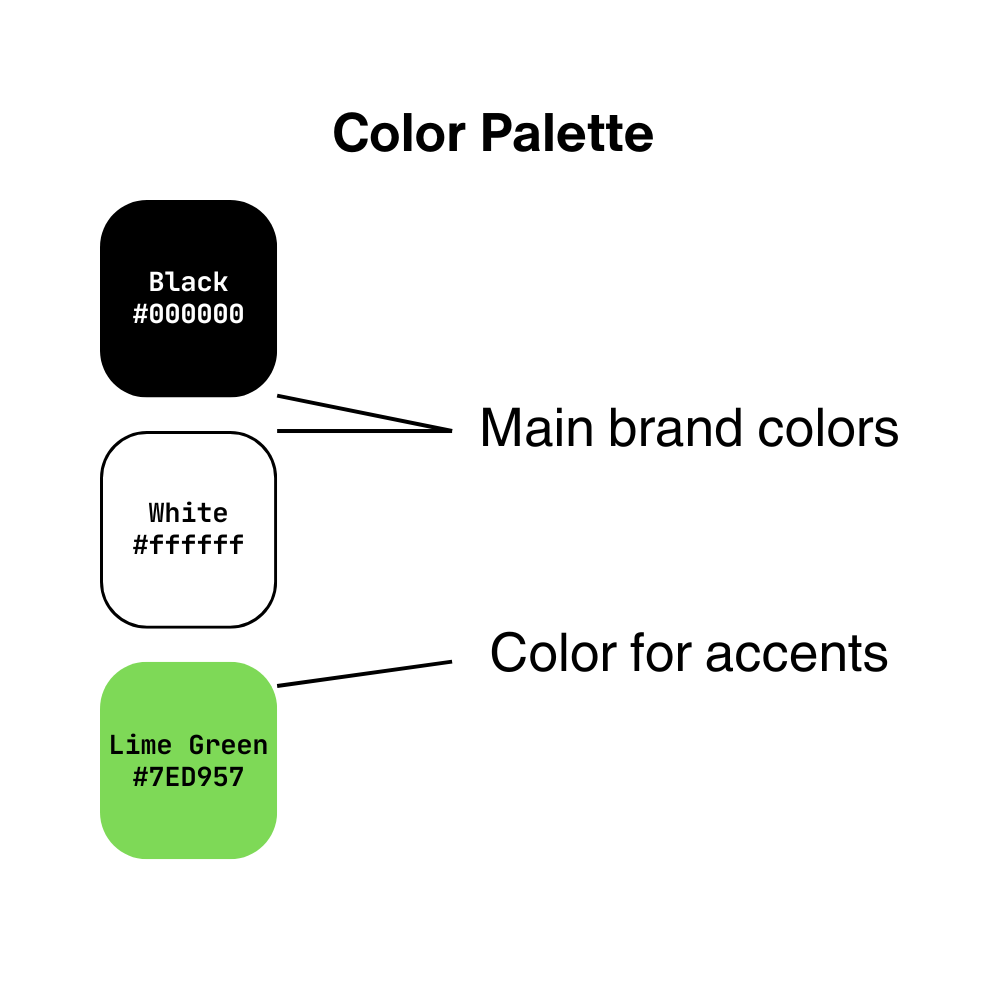 Color Palette
Black
#000000
Main brand colors
White
#ffffff
Color for accents
Lime Green
#7ED957